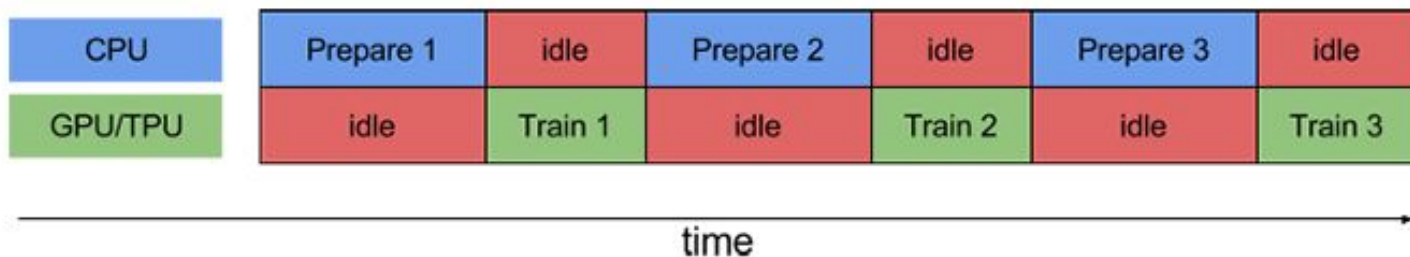 CPU Prepare 1 idle Prepare 2 idle Prepare 3 idle
GPU/TPU idle Train 1 idle Train 2 idle Train 3
time